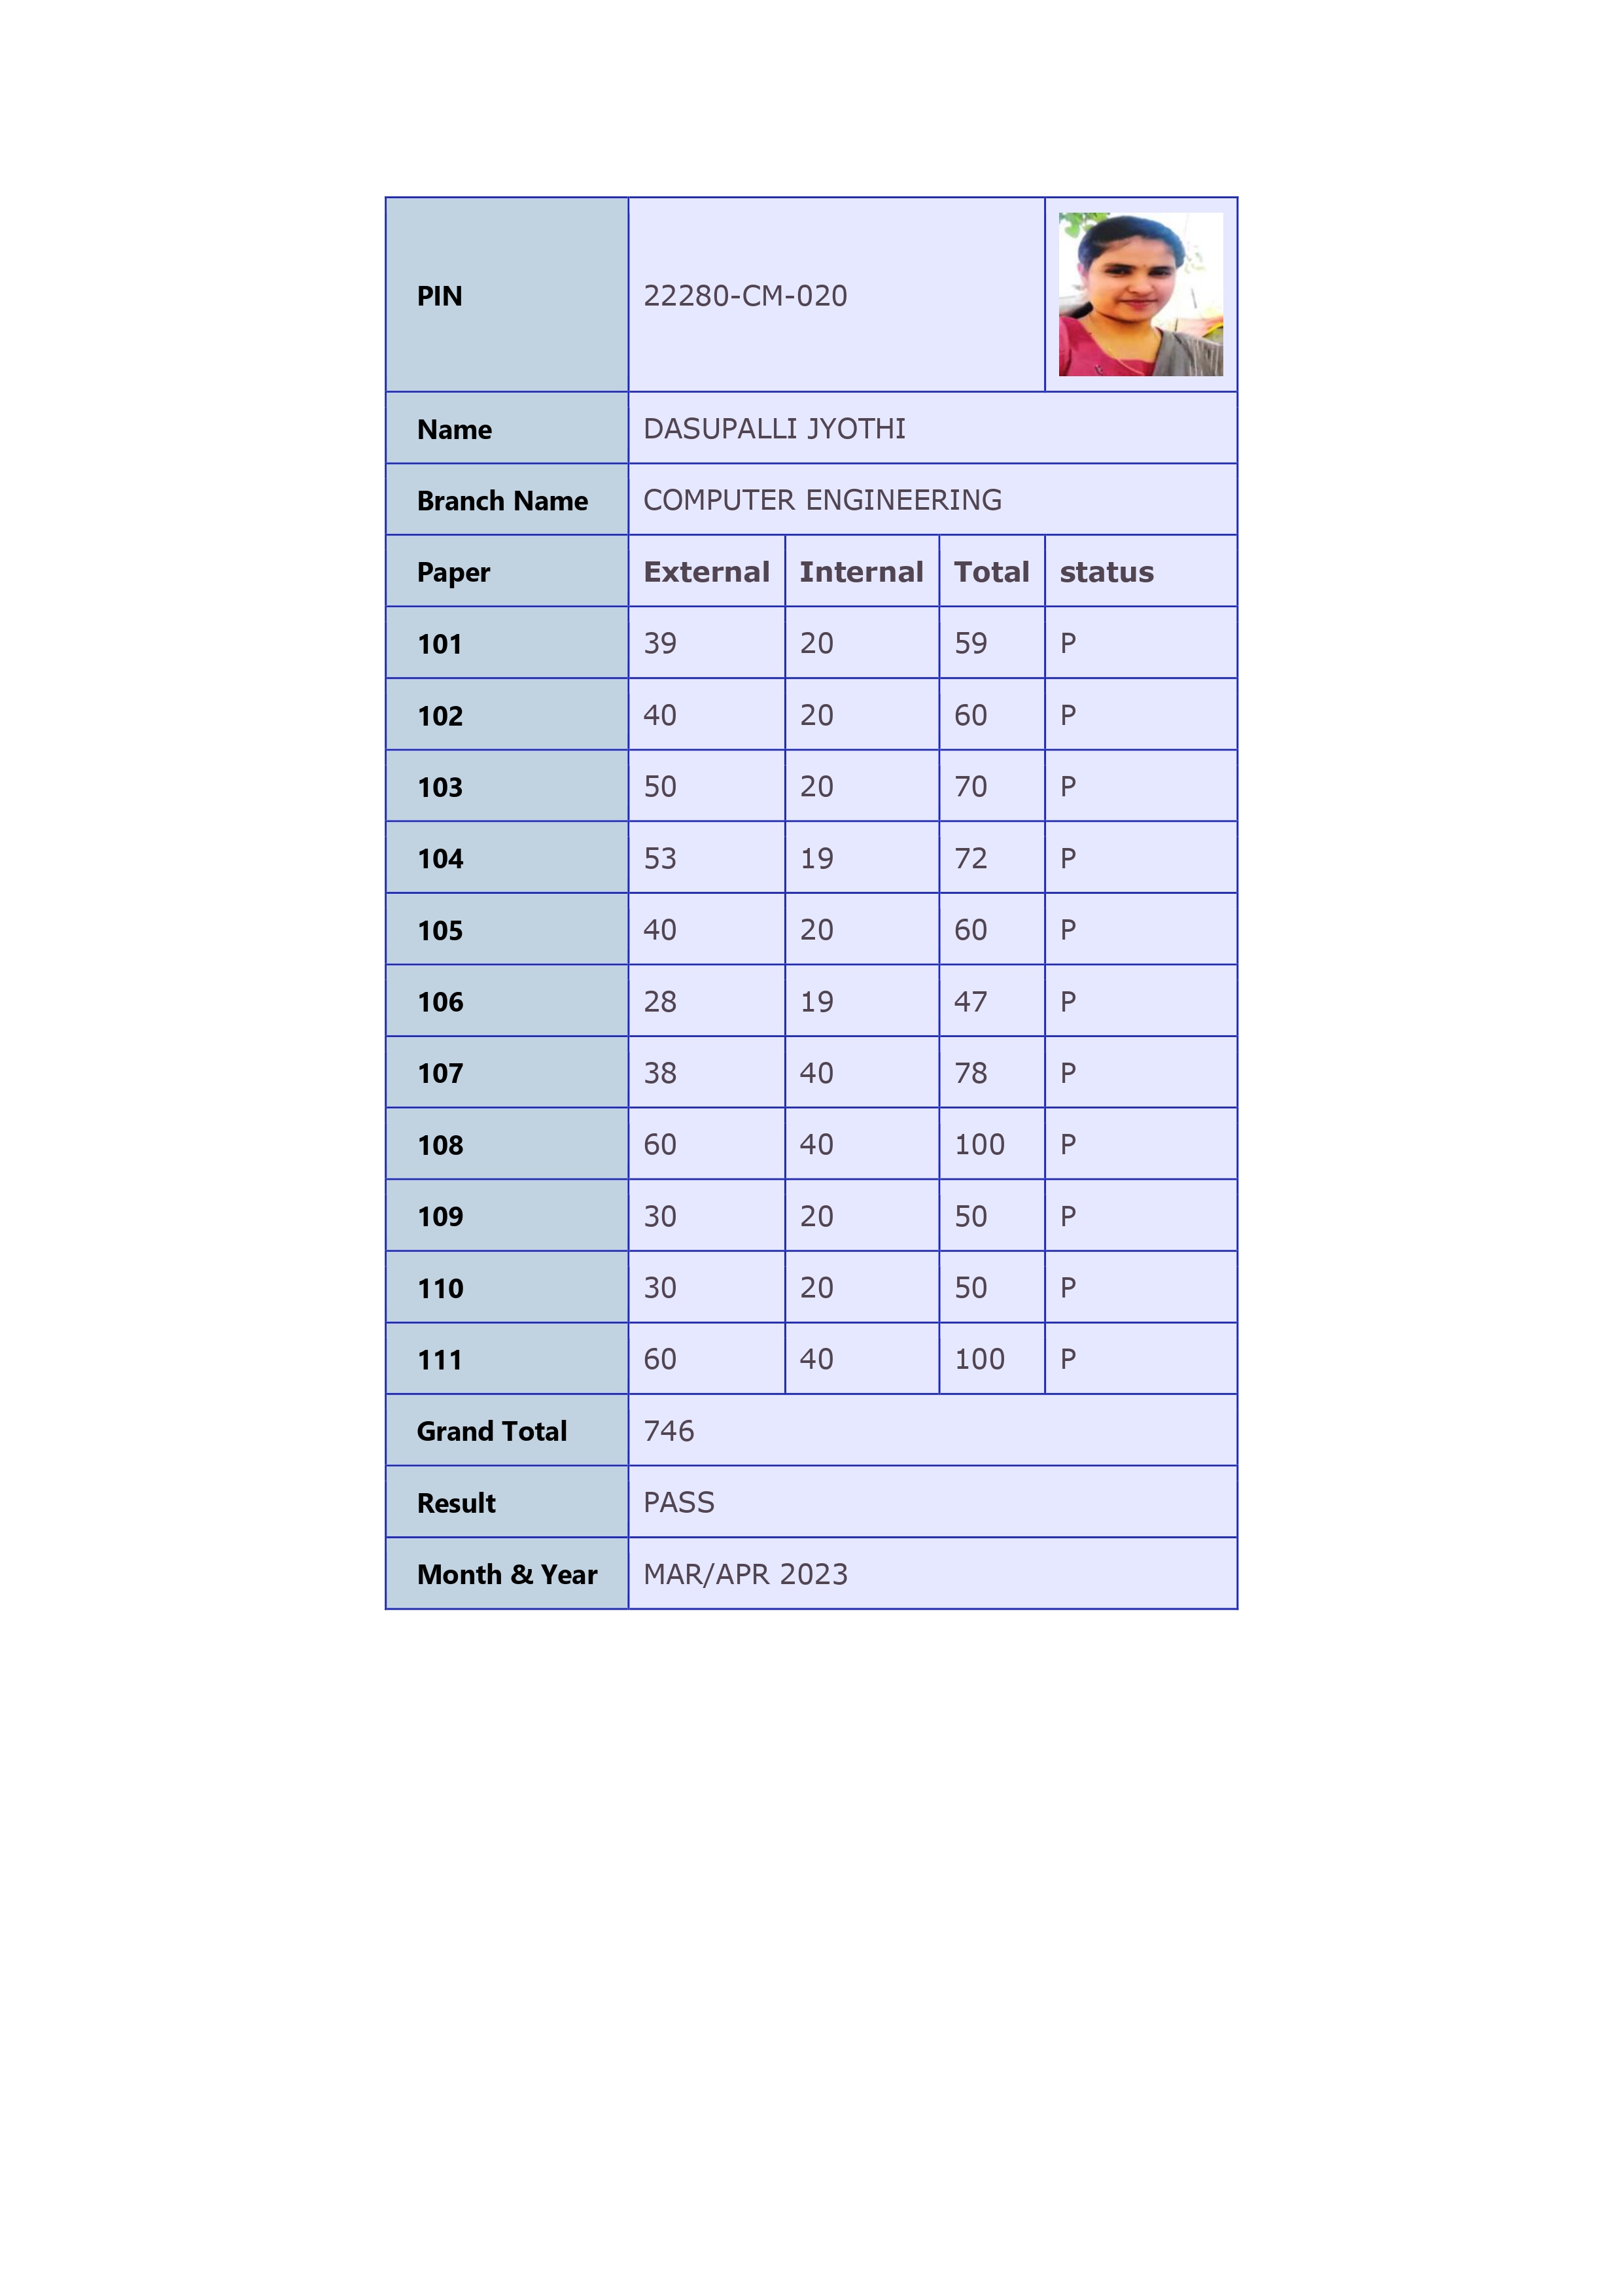 PIN 22280-CM-020
Name DASUPALLI JYOTHI
Branch Name COMPUTER ENGINEERING
Paper External Internal Total status
101 39 20 59 P
102 40 20 60 P
103 50 20 70 P
104 53 19 72 P
105 40 20 60 P
106 28 19 47 P
107 38 40 78 P
108 60 40 100 P
109 30 20 50 P
110 30 20 50 P
111 60 40 100 P
Grand Total 746
Result PASS
Month & Year MAR/APR 2023